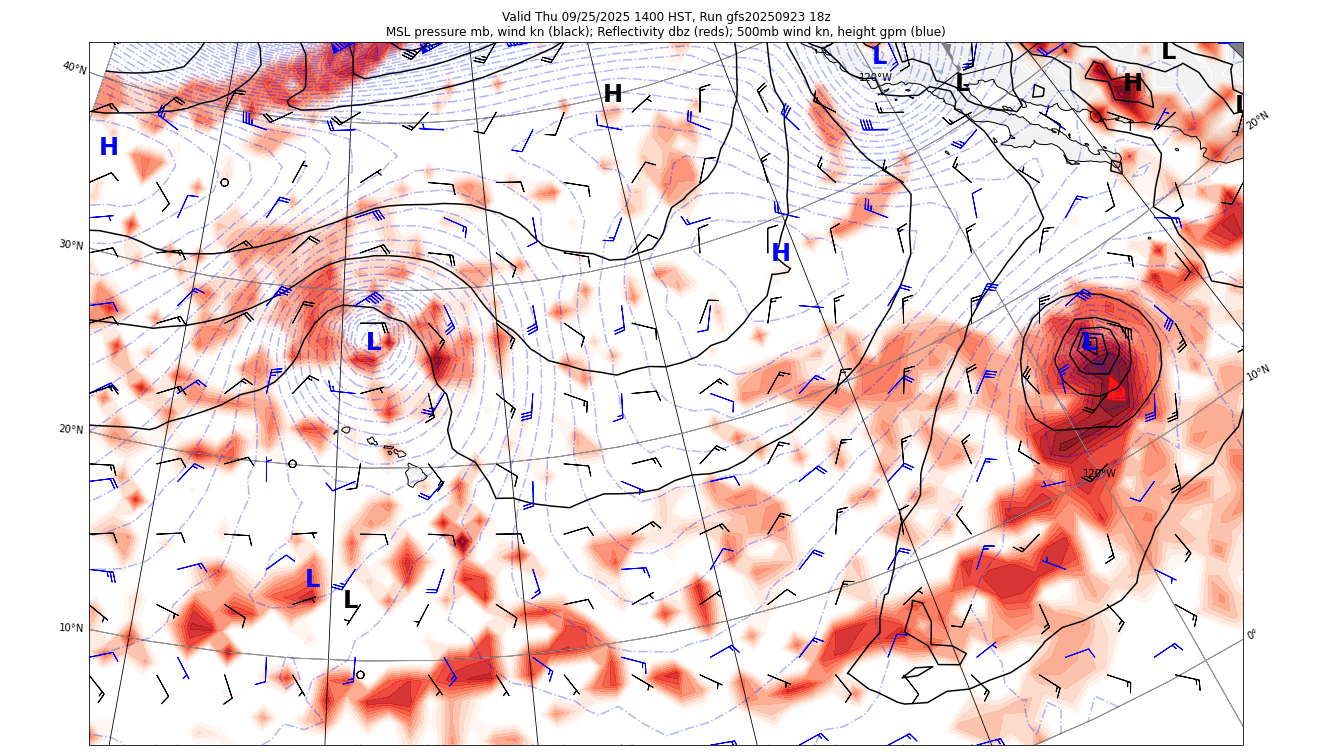 Valid Thu 09/25/2025 1400 HST, Run gfs20250923 18z
MSL pressure mb, wind kn (black); Reflectivity dbz (reds); 500mb wind kn, height gpm (blue)
L
L
40°N
120°W
L
H
H
L
20°N
H
30°N
H
L
L
10°N
20°N
120°W
L
L
10°N
0°